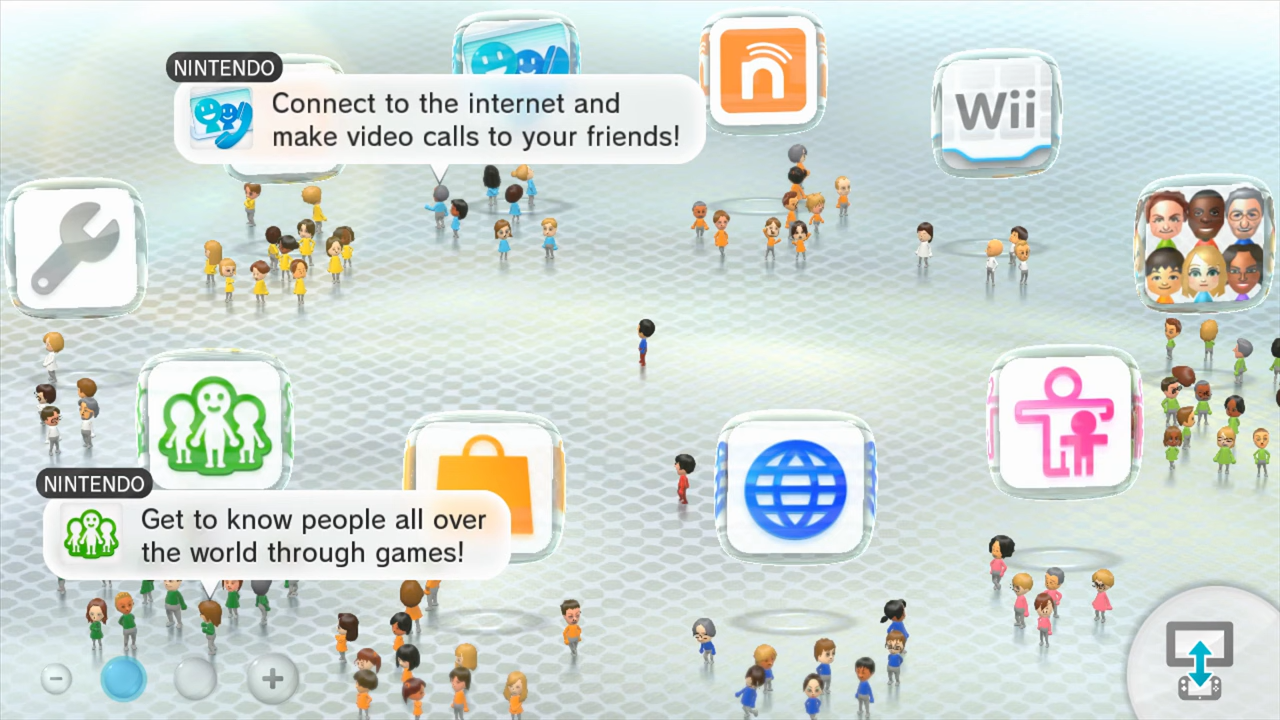 NINTENDO
Connect to the internet and
make video calls to your friends!
n
Wii
NINTENDO
Get to know people all over
the world through games!